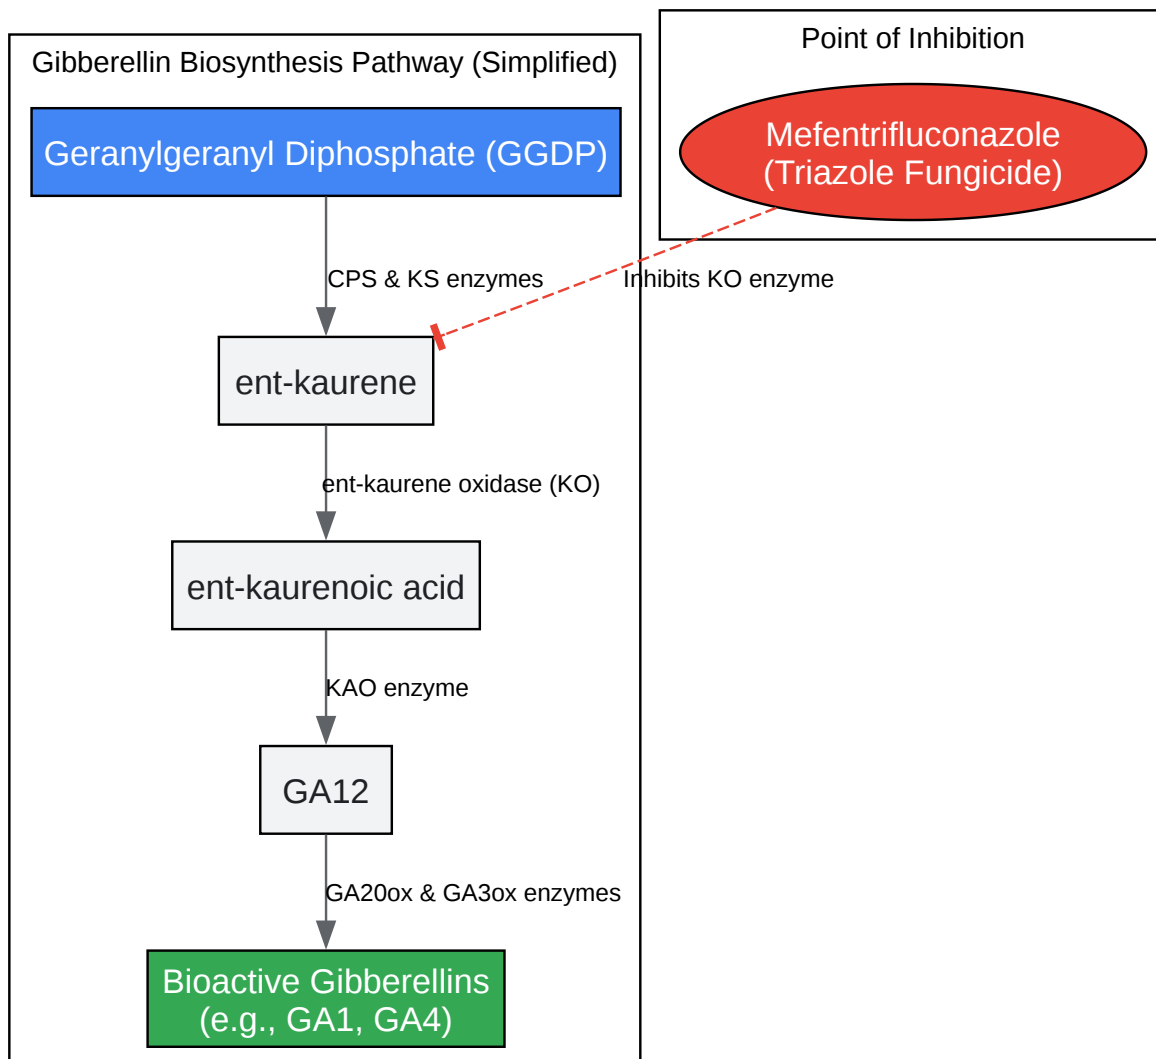 Point of Inhibition
Gibberellin Biosynthesis Pathway (Simplified)
Mefentrifluconazole
(Triazole Fungicide)
Geranylgeranyl Diphosphate (GGDP)
CPS & KS enzymes
Inhibits KO enzyme
ent-kaurene
ent-kaurene oxidase (KO)
ent-kaurenoic acid
KAO enzyme
GA12
GA20ox & GA3ox enzymes
Bioactive Gibberellins
(e.g., GA1, GA4)